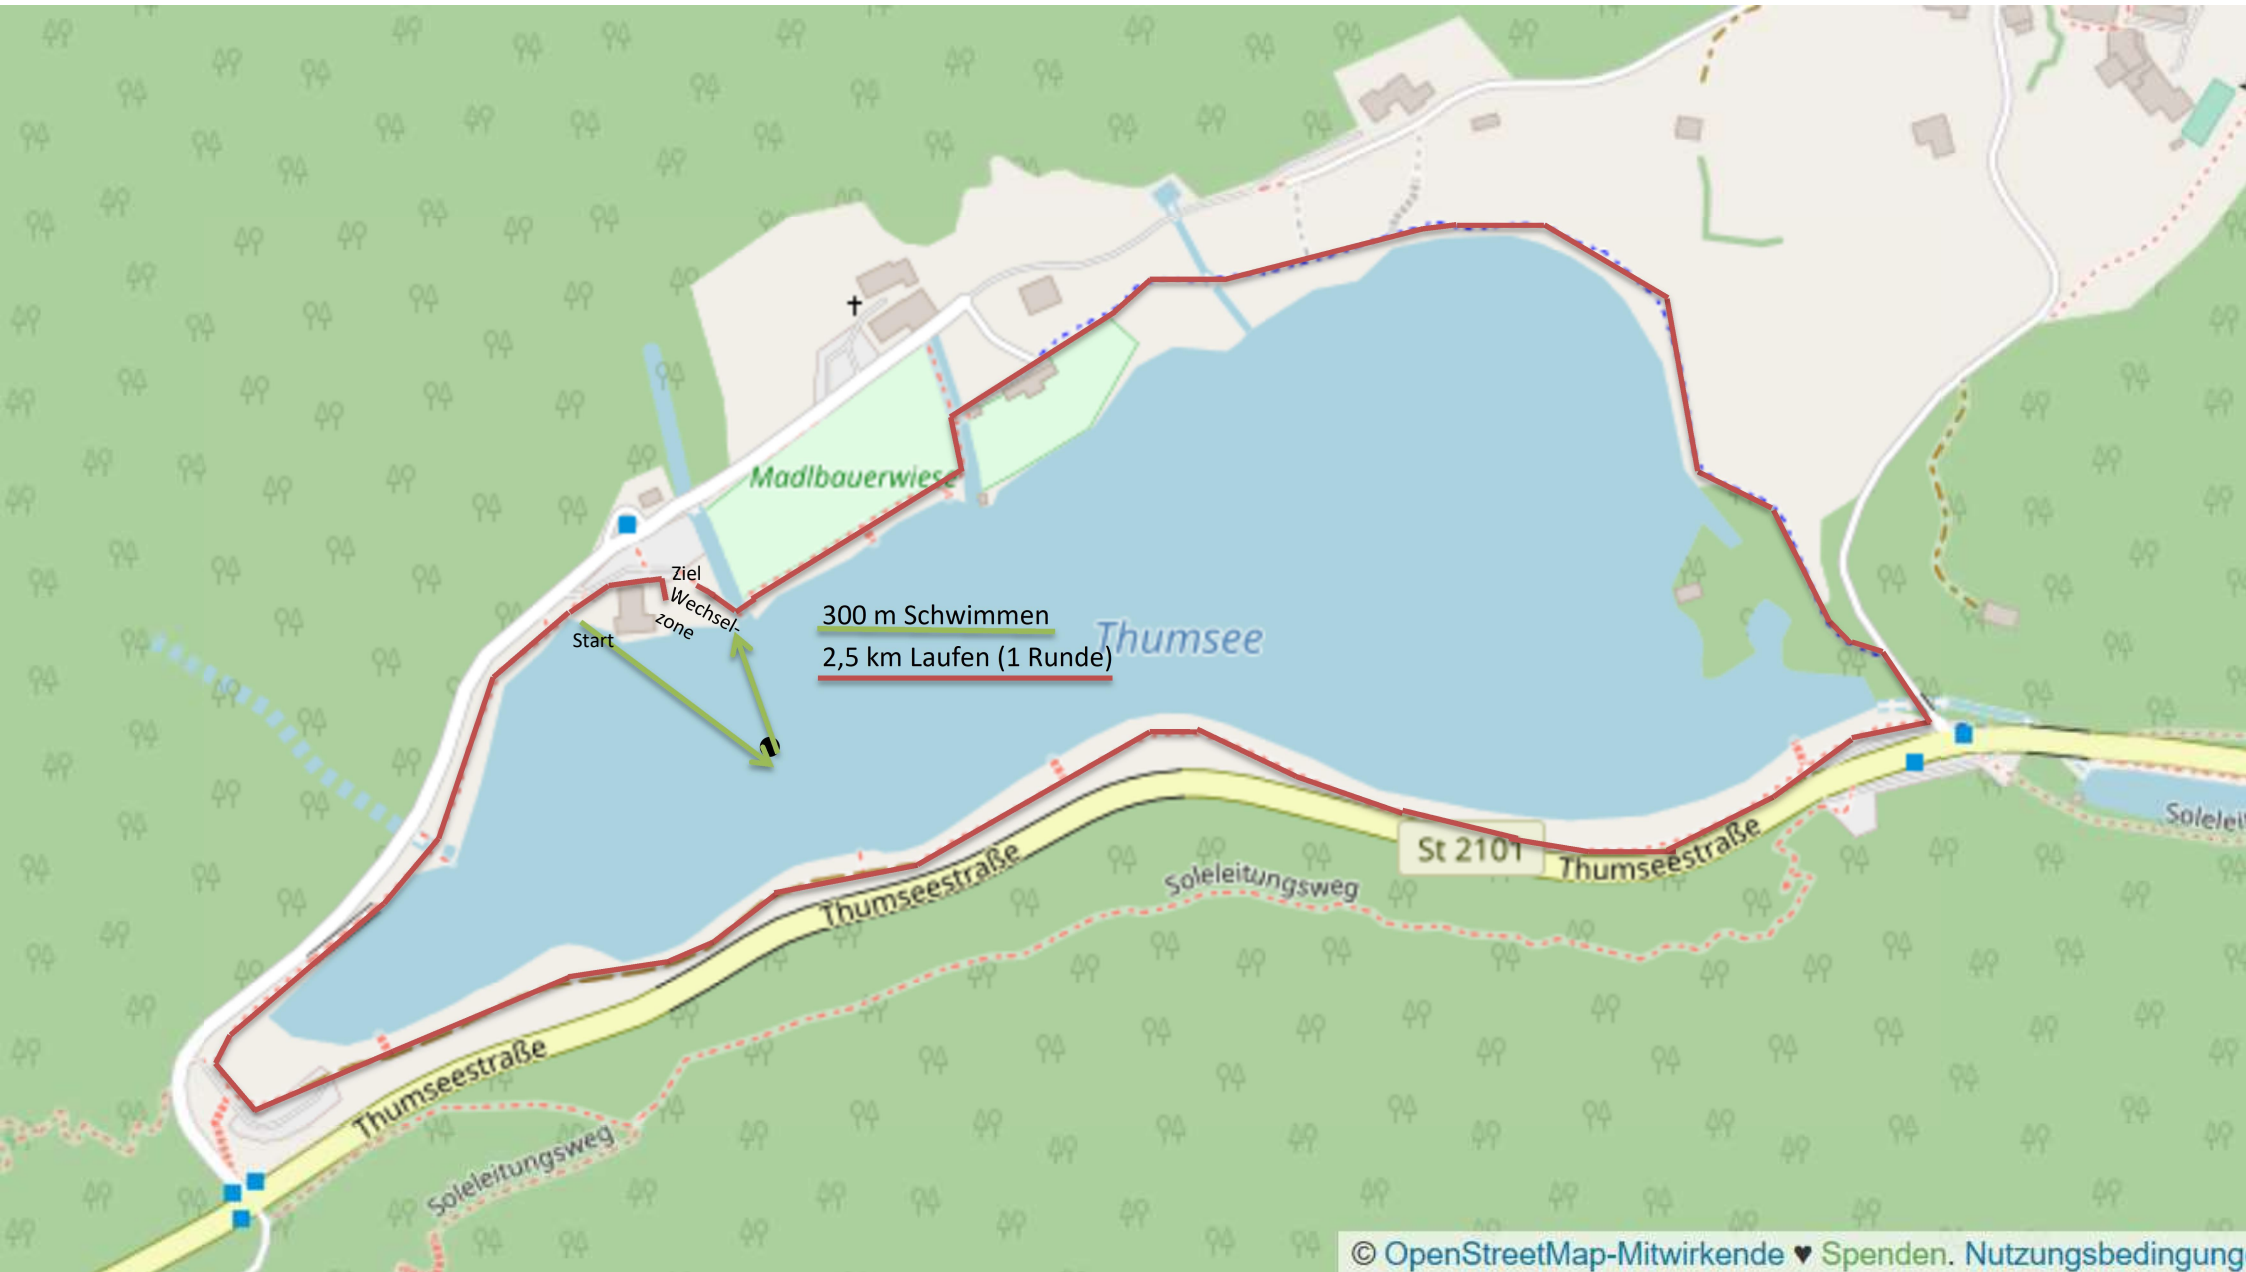 Madlbauerwiese
Ziel
Wechsel-
zone
Start
300 m Schwimmen
2,5 km Laufen (1 Runde)
Thumsee
St 2101
Thumseestraße
Thumseestraße
Thumseestraße
Soleleitungsweg
Soleleitungsweg
Solelei
© OpenStreetMap-Mitwirkende ♥ Spenden. Nutzungsbedingung